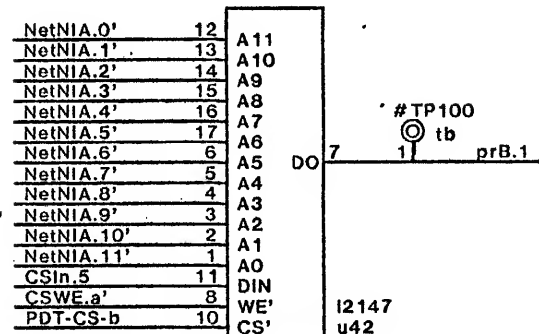 NetNIA.0' 12 A11
NetNIA.1' 13 A10
NetNIA.2' 14 A9
NetNIA.3' 15 A8
NetNIA.4' 16 A7
NetNIA.5' 17 A6
NetNIA.6' 6 A5
NetNIA.7' 5 A4
NetNIA.8' 4 A3
NetNIA.9' 3 A2
NetNIA.10' 2 A1
NetNIA.11' 1 A0
CSIn.5 11 DIN
CSWE.a' 8 WE'
PDT-CS-b 10 CS'
#TP100
tb
DO 7 1 prB.1
I2147
u42